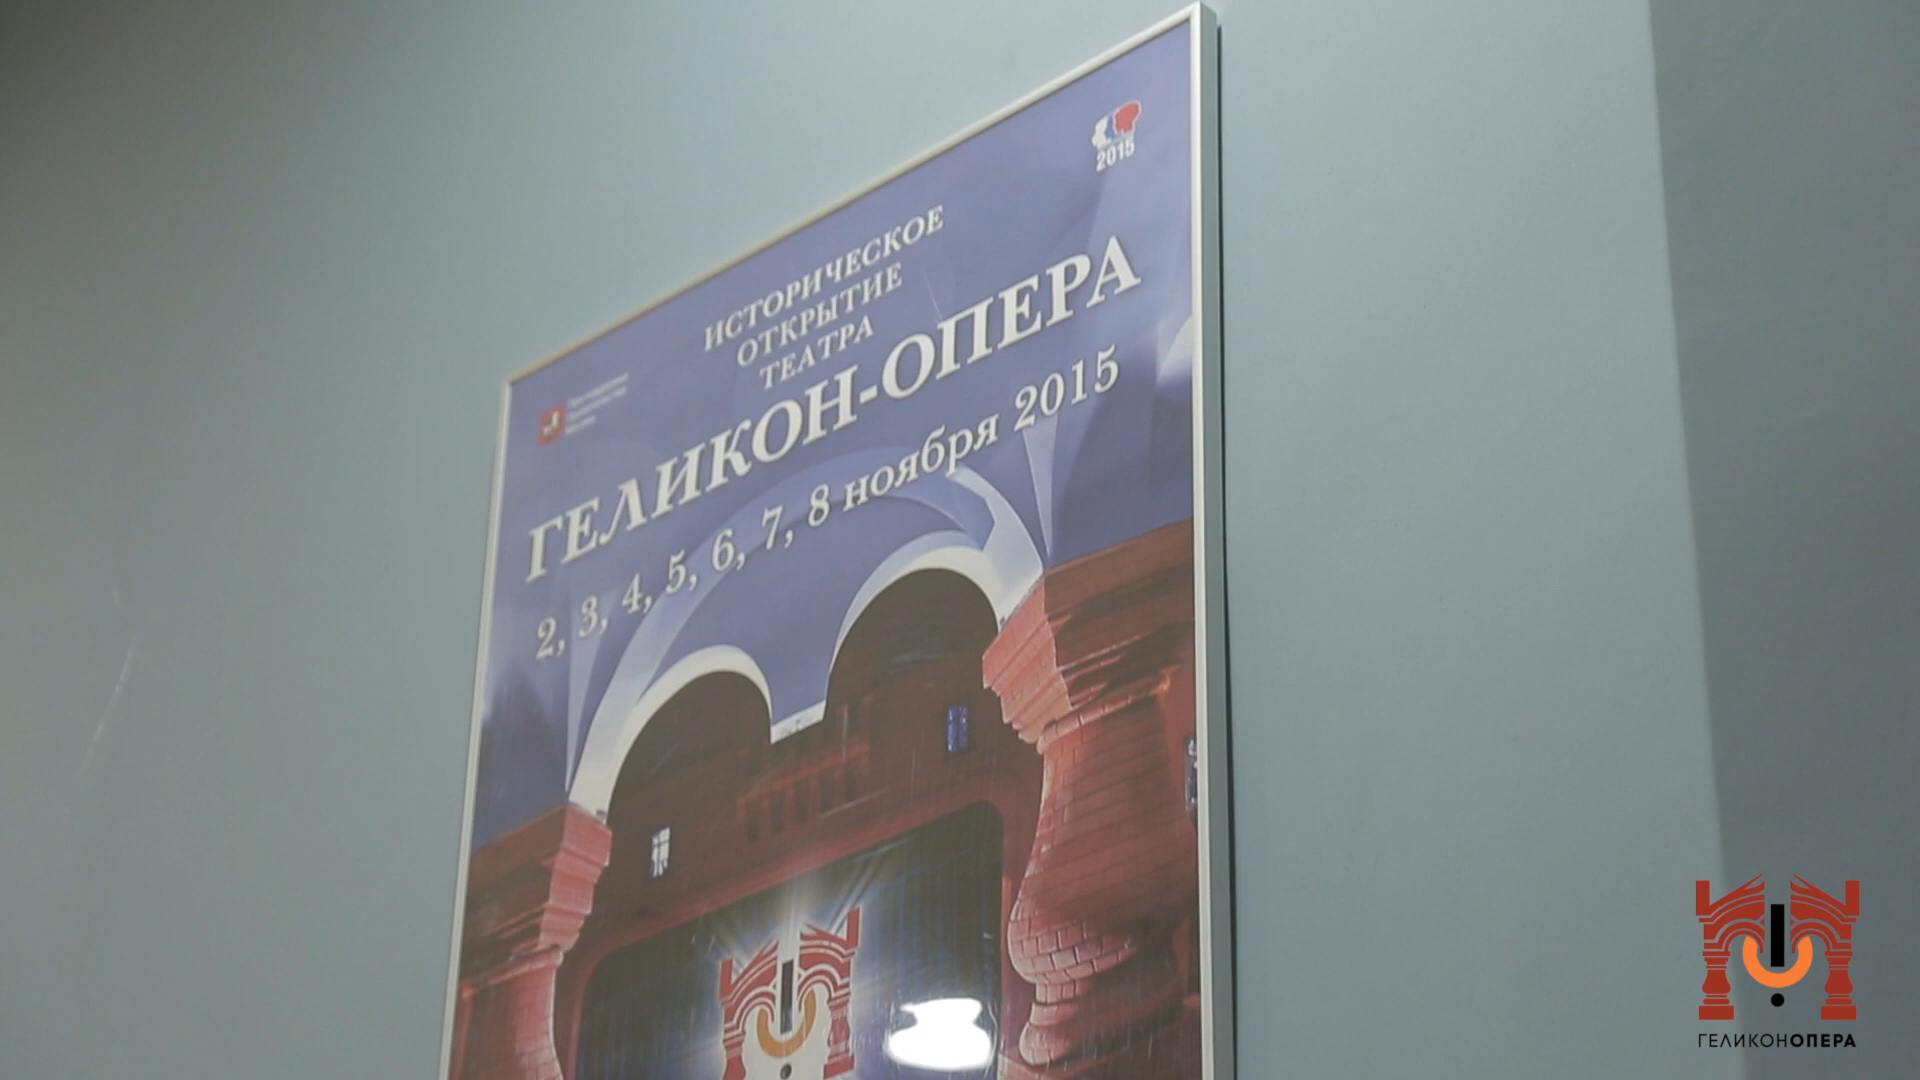 2015
ИСТОРИЧЕСКОЕ
ОТКРЫТИЕ
ТЕАТРА
ГЕЛИКОН-ОПЕРА
2, 3, 4, 5, 6, 7, 8 ноября 2015
ГЕЛИКОНОПЕРА